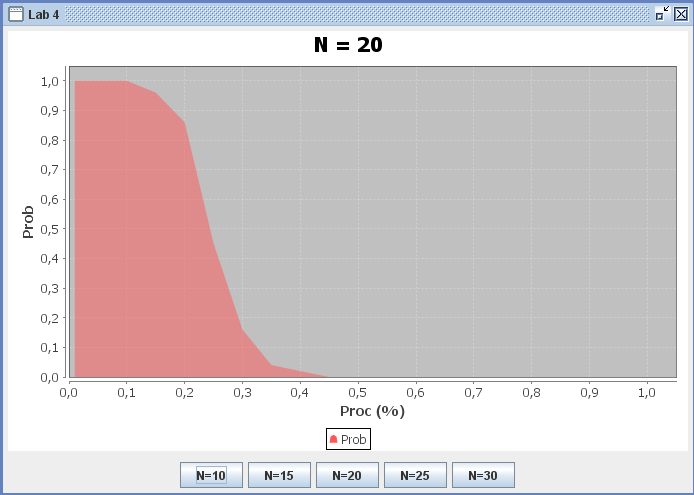 Lab 4
N = 20
Prob
1,0
0,9
0,8
0,7
0,6
0,5
0,4
0,3
0,2
0,1
0,0
0,0 0,1 0,2 0,3 0,4 0,5 0,6 0,7 0,8 0,9 1,0
Proc (%)
Prob
N=10 N=15 N=20 N=25 N=30